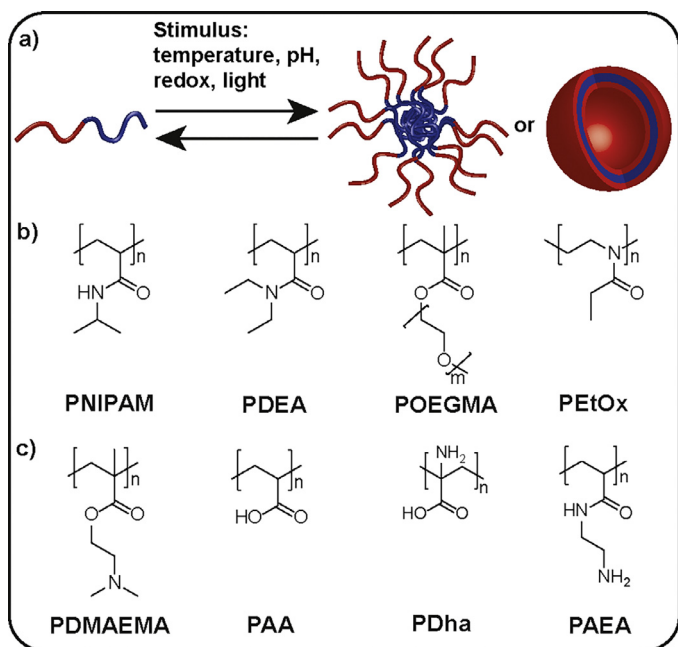 a)
Stimulus:
temperature, pH,
redox, light
or
b)
n
HN
O
PNIPAM
n
N
O
PDEA
n
O
O
O
m
POEGMA
N
n
O
PEtOx
c)
n
O
O
N
PDMAEMA
n
HO
O
PAA
NH2
n
HO
O
PDha
n
HN
O
NH2
PAEA